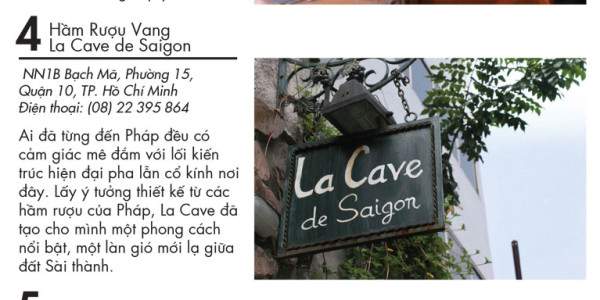 4 Hầm Rượu Vang
La Cave de Saigon
NN1B Bạch Mã, Phường 15,
Quận 10, TP. Hồ Chí Minh
Điện thoại: (08) 22 395 864
Ai đã từng đến Pháp đều có
cảm giác mê đắm với lối kiến
trúc hiện đại pha lẫn cổ kính nơi
đây. Lấy ý tưởng thiết kế từ các
hầm rượu của Pháp, La Cave đã
tạo cho mình một phong cách
nổi bật, một làn gió mới lạ giữa
đất Sài thành.
La Cave
de Saigon